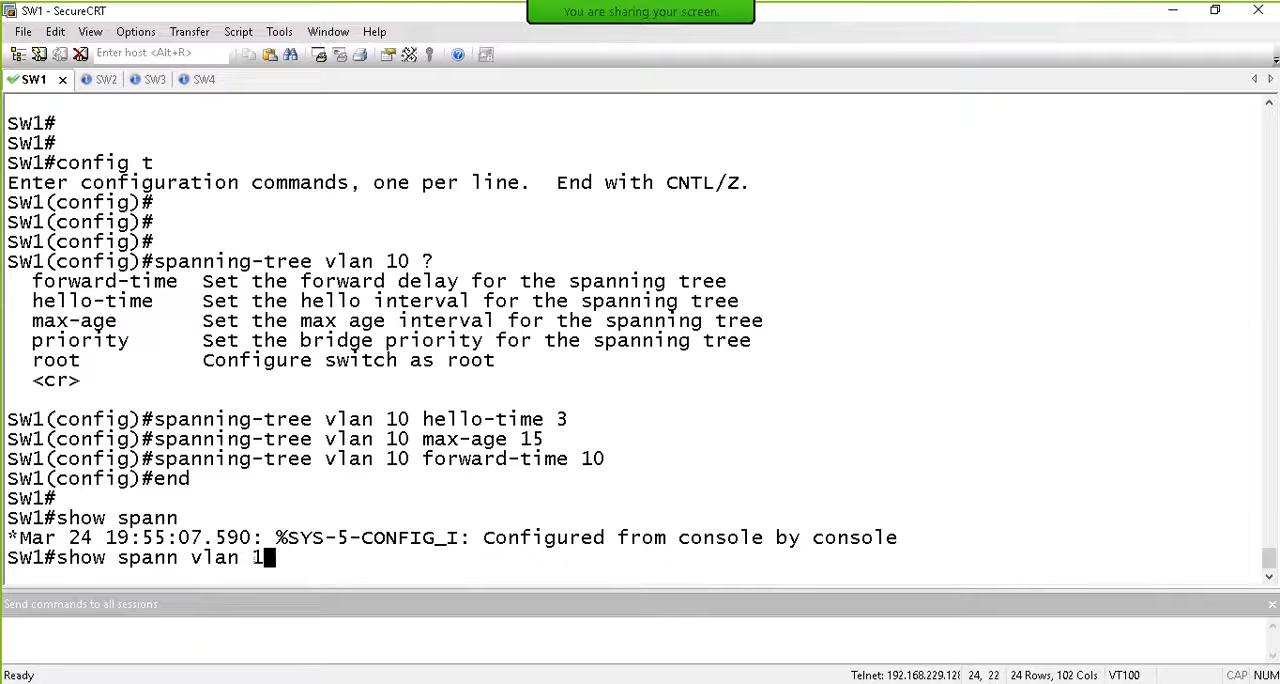 SW1 - SecureCRT
You are sharing your screen.
File Edit View Options Transfer Script Tools Window Help
Enter host <Alt+R>
SW1 SW2 SW3 SW4
SW1#
SW1#
SW1#config t
Enter configuration commands, one per line.  End with CNTL/Z.
SW1(config)#
SW1(config)#
SW1(config)#
SW1(config)#spanning-tree vlan 10 ?
  forward-time  Set the forward delay for the spanning tree
  hello-time    Set the hello interval for the spanning tree
  max-age       Set the max age interval for the spanning tree
  priority      Set the bridge priority for the spanning tree
  root          Configure switch as root
  <cr>
SW1(config)#spanning-tree vlan 10 hello-time 3
SW1(config)#spanning-tree vlan 10 max-age 15
SW1(config)#spanning-tree vlan 10 forward-time 10
SW1(config)#end
SW1#
SW1#show spann
*Mar 24 19:55:07.590: %SYS-5-CONFIG_I: Configured from console by console
SW1#show spann vlan 1
Send commands to all sessions
Ready Telnet: 192.168.229.12 24, 22 24 Rows, 102 Cols VT100 CAP NUM